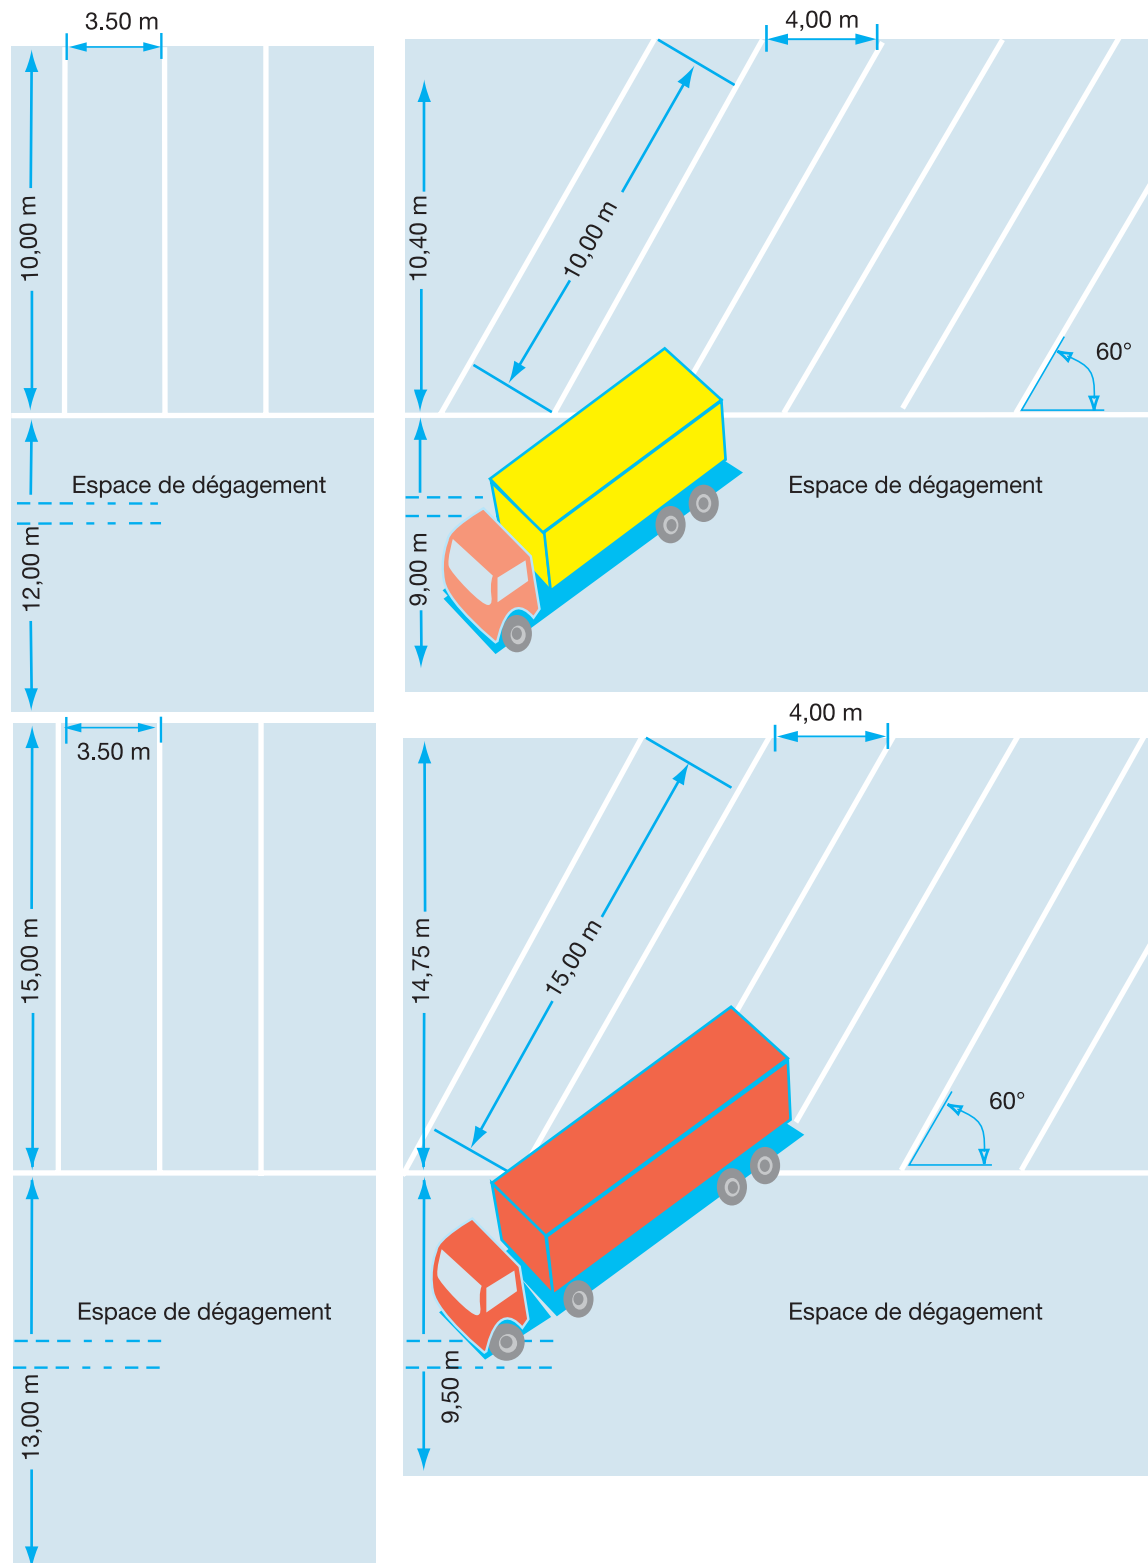 3.50 m
10,00 m
Espace de dégagement
12,00 m
4,00 m
10,40 m
10,00 m
60°
Espace de dégagement
9,00 m
3.50 m
15,00 m
Espace de dégagement
13,00 m
4,00 m
14,75 m
15,00 m
60°
Espace de dégagement
9,50 m